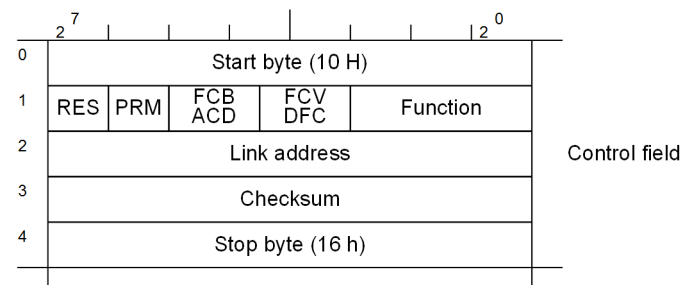 2 7 2 0
0 Start byte (10 H)
1 RES PRM FCB ACD FCV DFC Function
2 Link address Control field
3 Checksum
4 Stop byte (16 h)